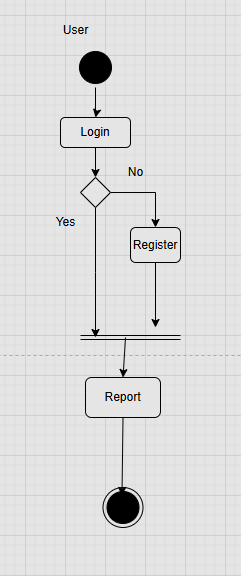 User
Login
No
Yes
Register
Report